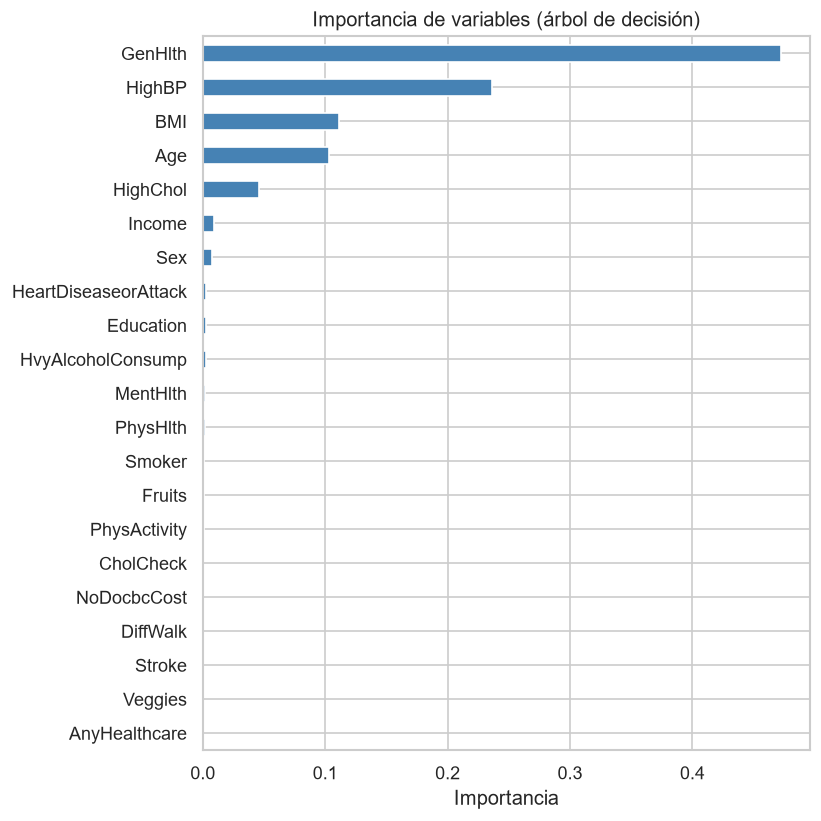 Importancia de variables (árbol de decisión)
GenHlth
HighBP
BMI
Age
HighChol
Income
Sex
HeartDiseaseorAttack
Education
HvyAlcoholConsump
MentHlth
PhysHlth
Smoker
Fruits
PhysActivity
CholCheck
NoDocbcCost
DiffWalk
Stroke
Veggies
AnyHealthcare
0.0 0.1 0.2 0.3 0.4
Importancia